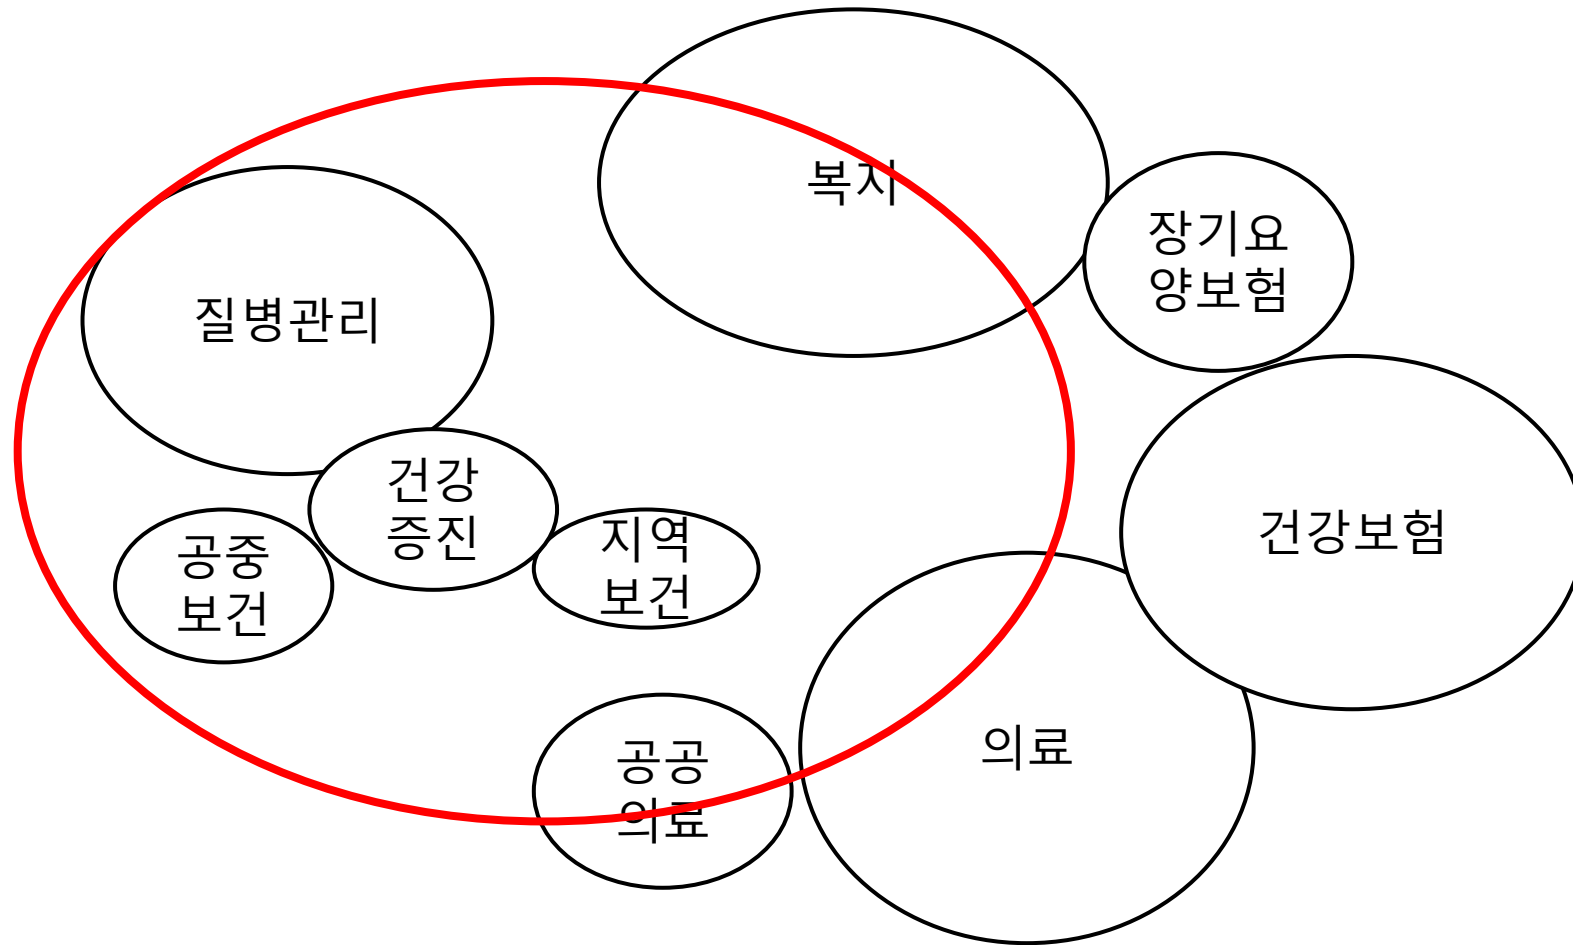 복지
장기요
양보험
질병관리
건강
증진
지역
보건
공중
보건
건강보험
공공
의료
의료